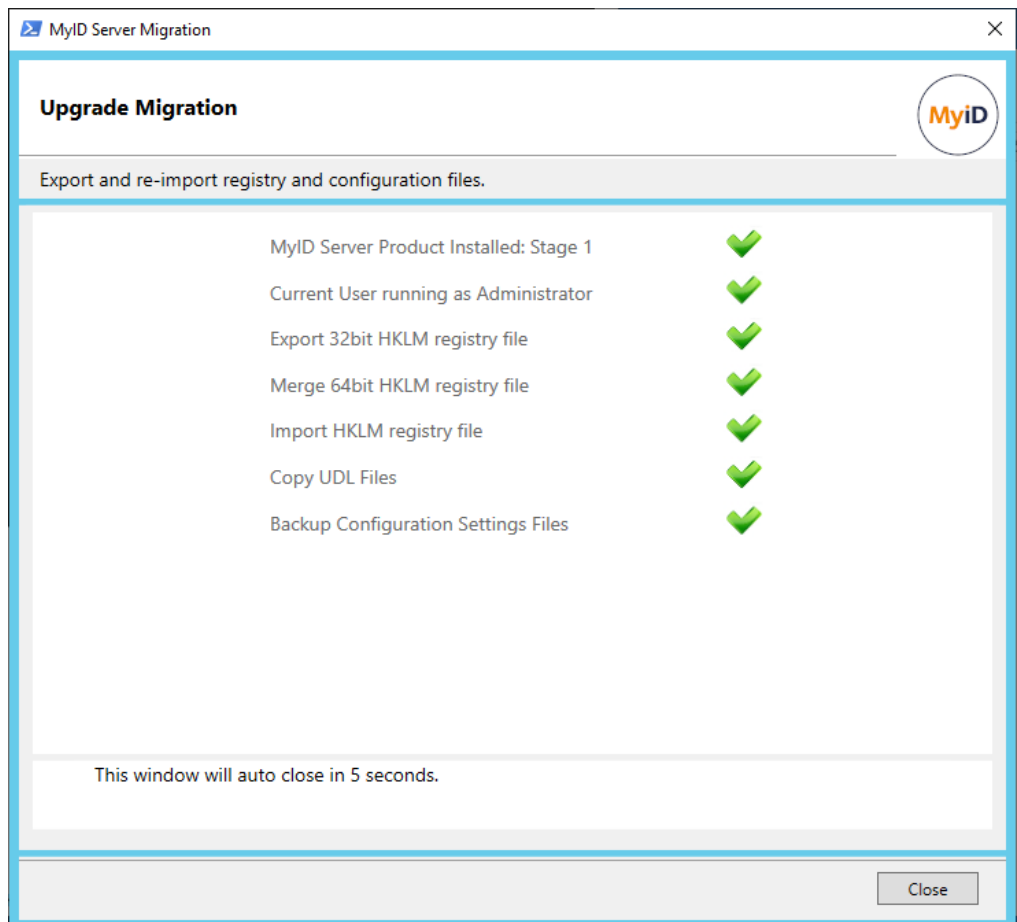 MyID Server Migration
Upgrade Migration
MyiD
Export and re-import registry and configuration files.
MyID Server Product Installed: Stage 1
Current User running as Administrator
Export 32bit HKLM registry file
Merge 64bit HKLM registry file
Import HKLM registry file
Copy UDL Files
Backup Configuration Settings Files
This window will auto close in 5 seconds.
Close